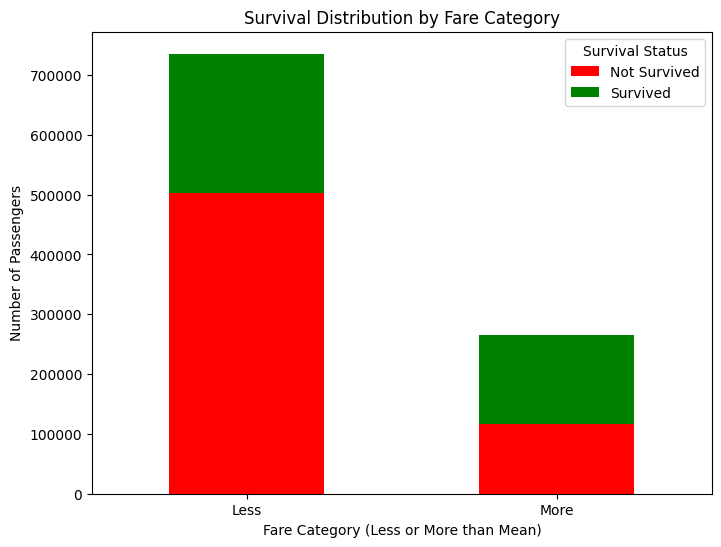 Survival Distribution by Fare Category
Survival Status
Not Survived
Survived
Number of Passengers
700000
600000
500000
400000
300000
200000
100000
0
Less
More
Fare Category (Less or More than Mean)